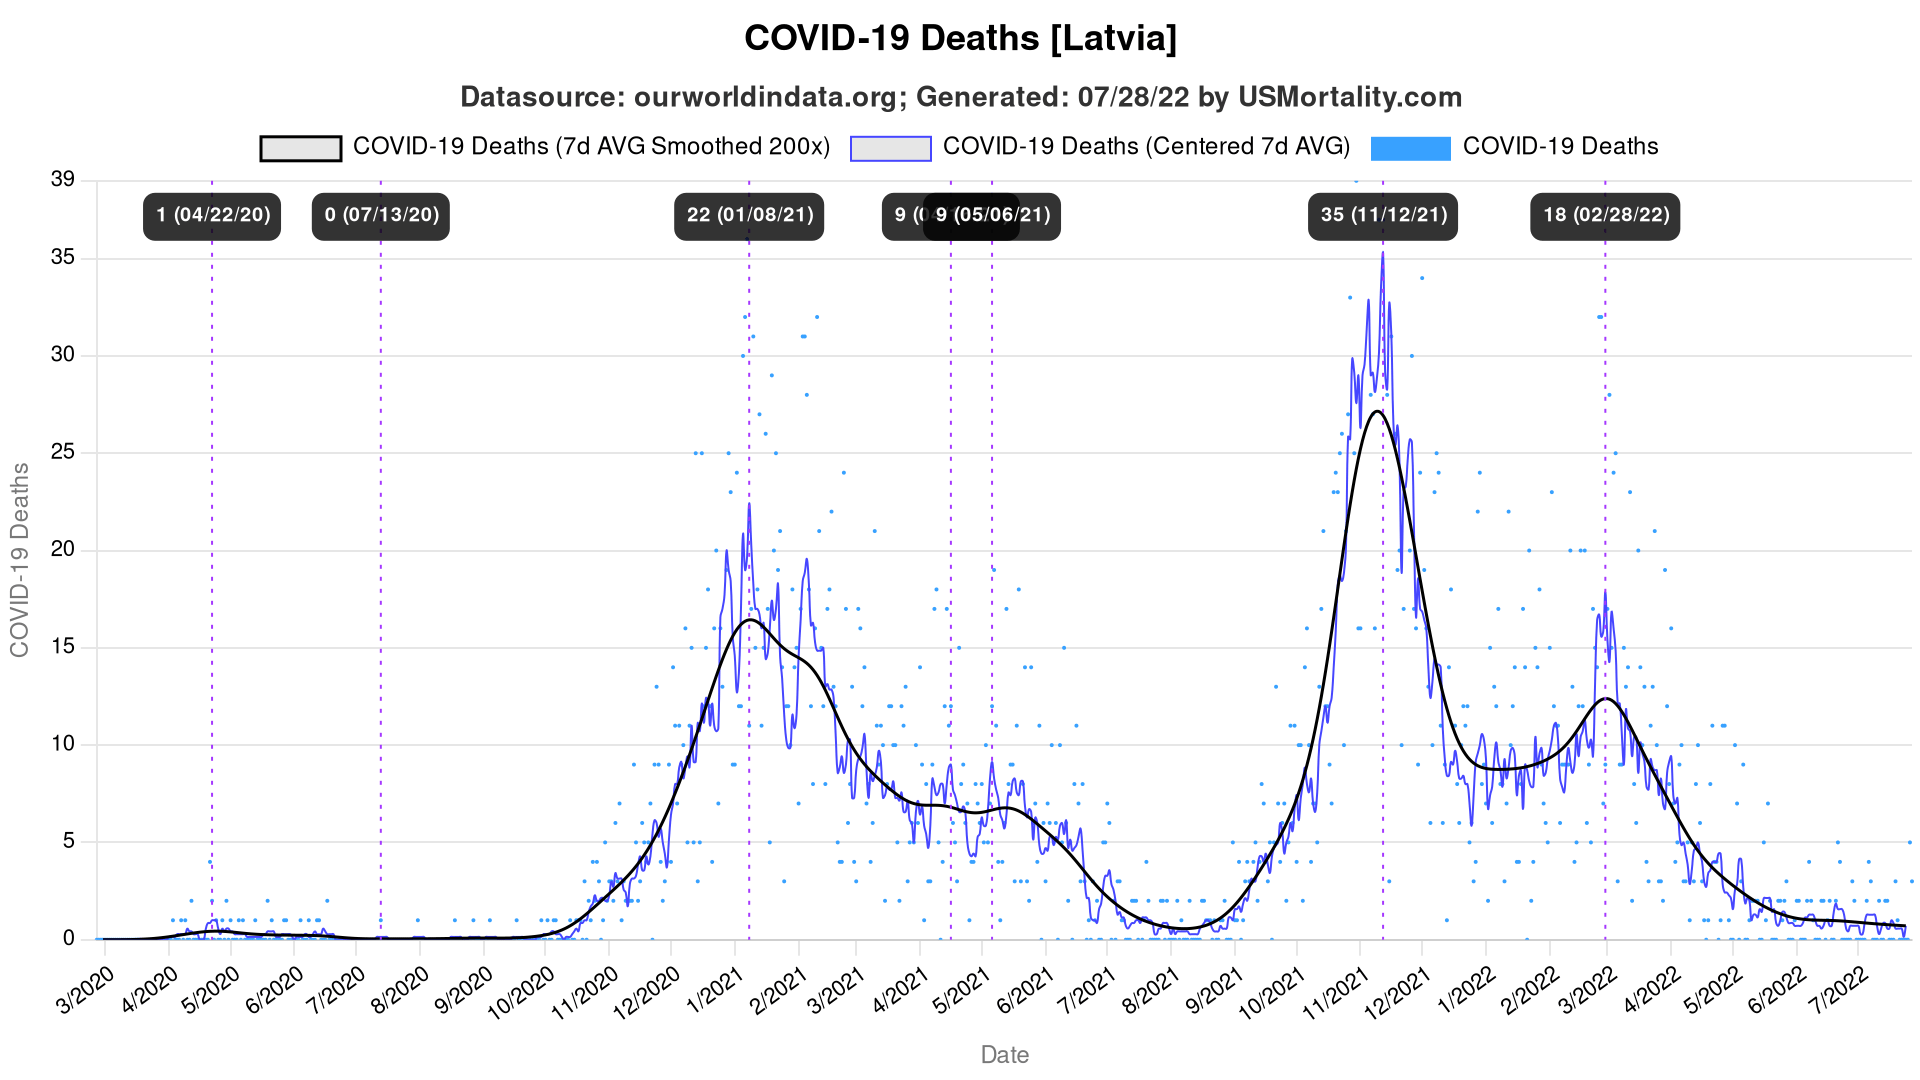 COVID-19 Deaths [Latvia]
Datasource: ourworldindata.org; Generated: 07/28/22 by USMortality.com
COVID-19 Deaths (7d AVG Smoothed 200x) COVID-19 Deaths (Centered 7d AVG) COVID-19 Deaths
39
1 (04/22/20) 0 (07/13/20) 22 (01/08/21) 9 9 (05/06/21) 35 (11/12/21) 18 (02/28/22)
35
30
25
20
15
10
5
0
COVID-19 Deaths
3/2020 4/2020 5/2020 6/2020 7/2020 8/2020 9/2020 10/2020 11/2020 12/2020 1/2021 2/2021 3/2021 4/2021 5/2021 6/2021 7/2021 8/2021 9/2021 10/2021 11/2021 12/2021 1/2022 2/2022 3/2022 4/2022 5/2022 6/2022 7/2022
Date